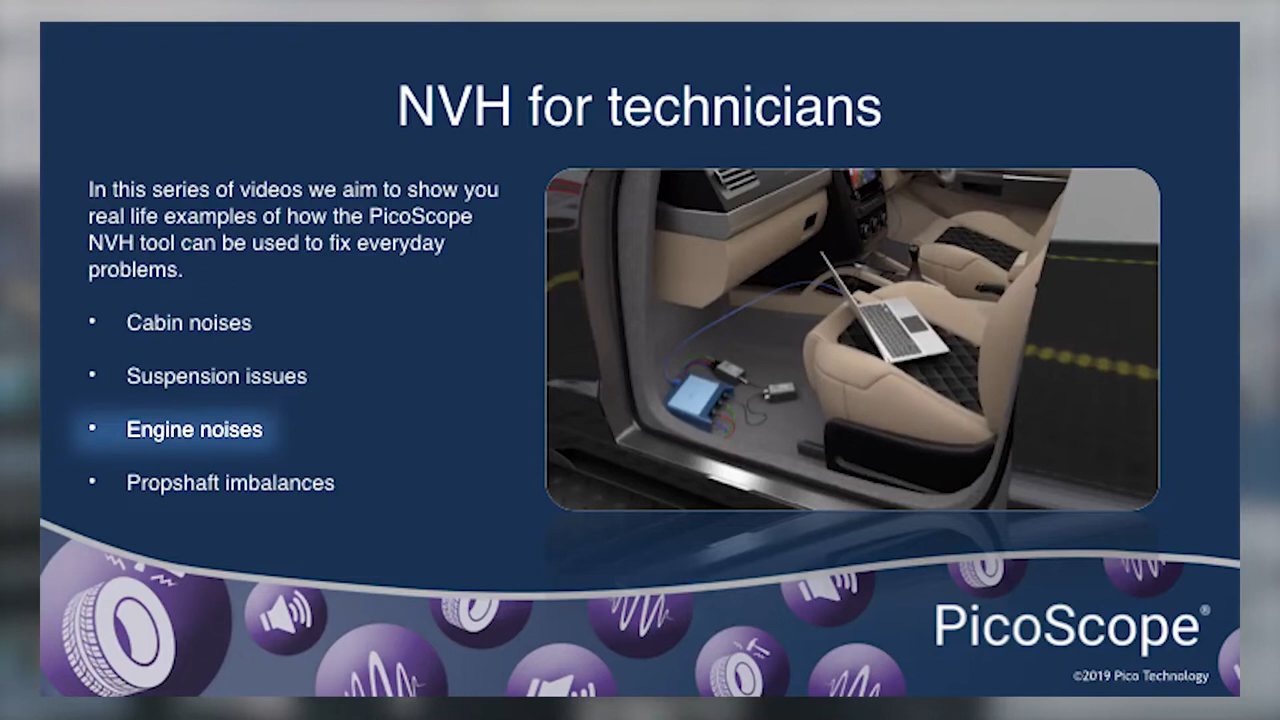 NVH for technicians
In this series of videos we aim to show you
real life examples of how the PicoScope
NVH tool can be used to fix everyday
problems.
• Cabin noises
• Suspension issues
• Engine noises
• Propshaft imbalances
PicoScope®
©2019 Pico Technology